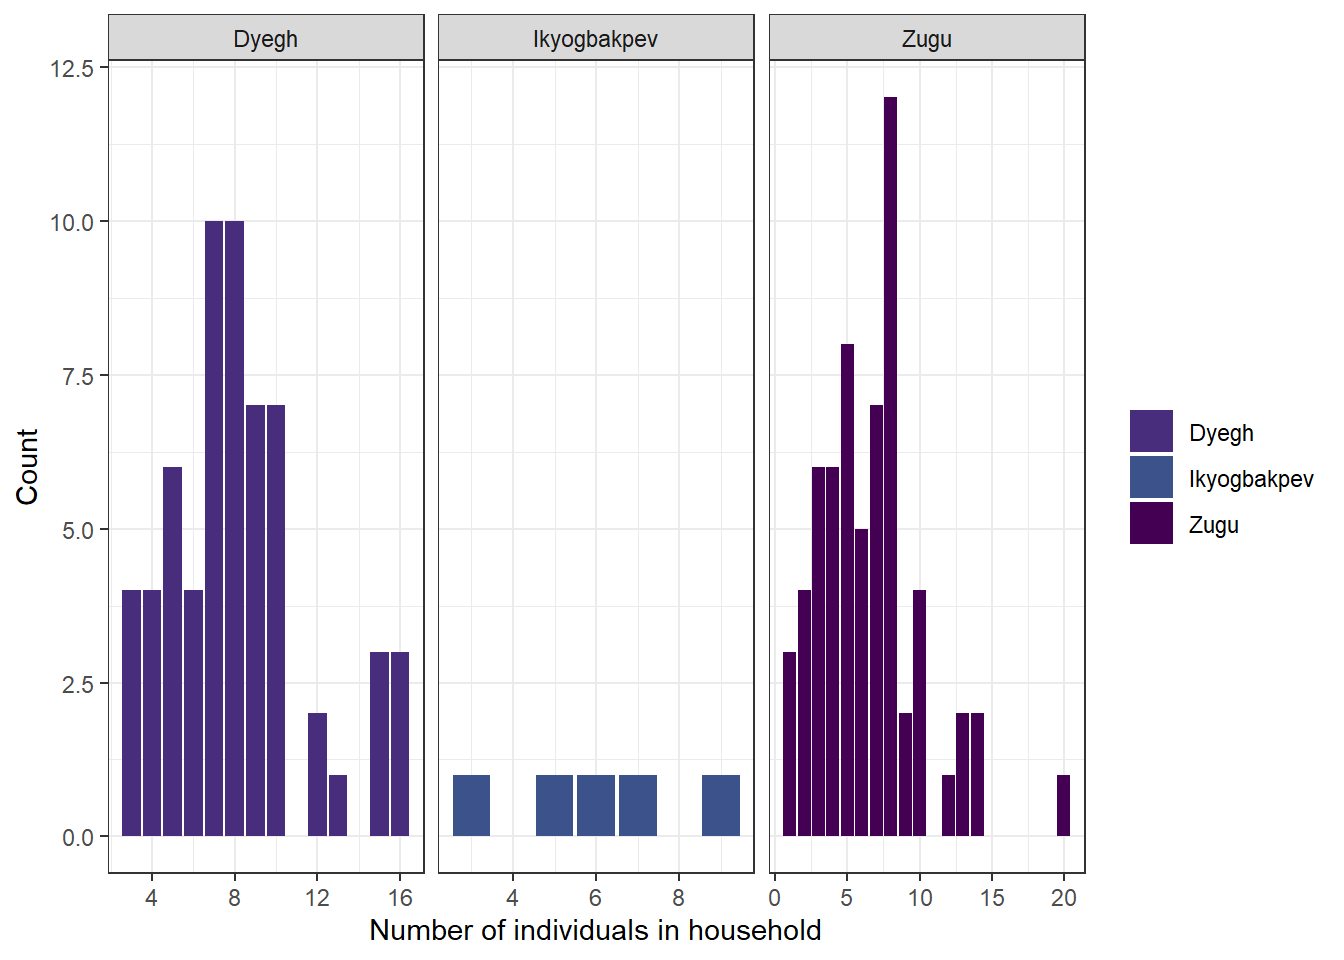 Dyegh Ikyogbakpev Zugu
12.5
10.0
7.5
5.0
2.5
0.0
Count
4 8 12 16 4 6 8 0 5 10 15 20
Number of individuals in household
Dyegh
Ikyogbakpev
Zugu